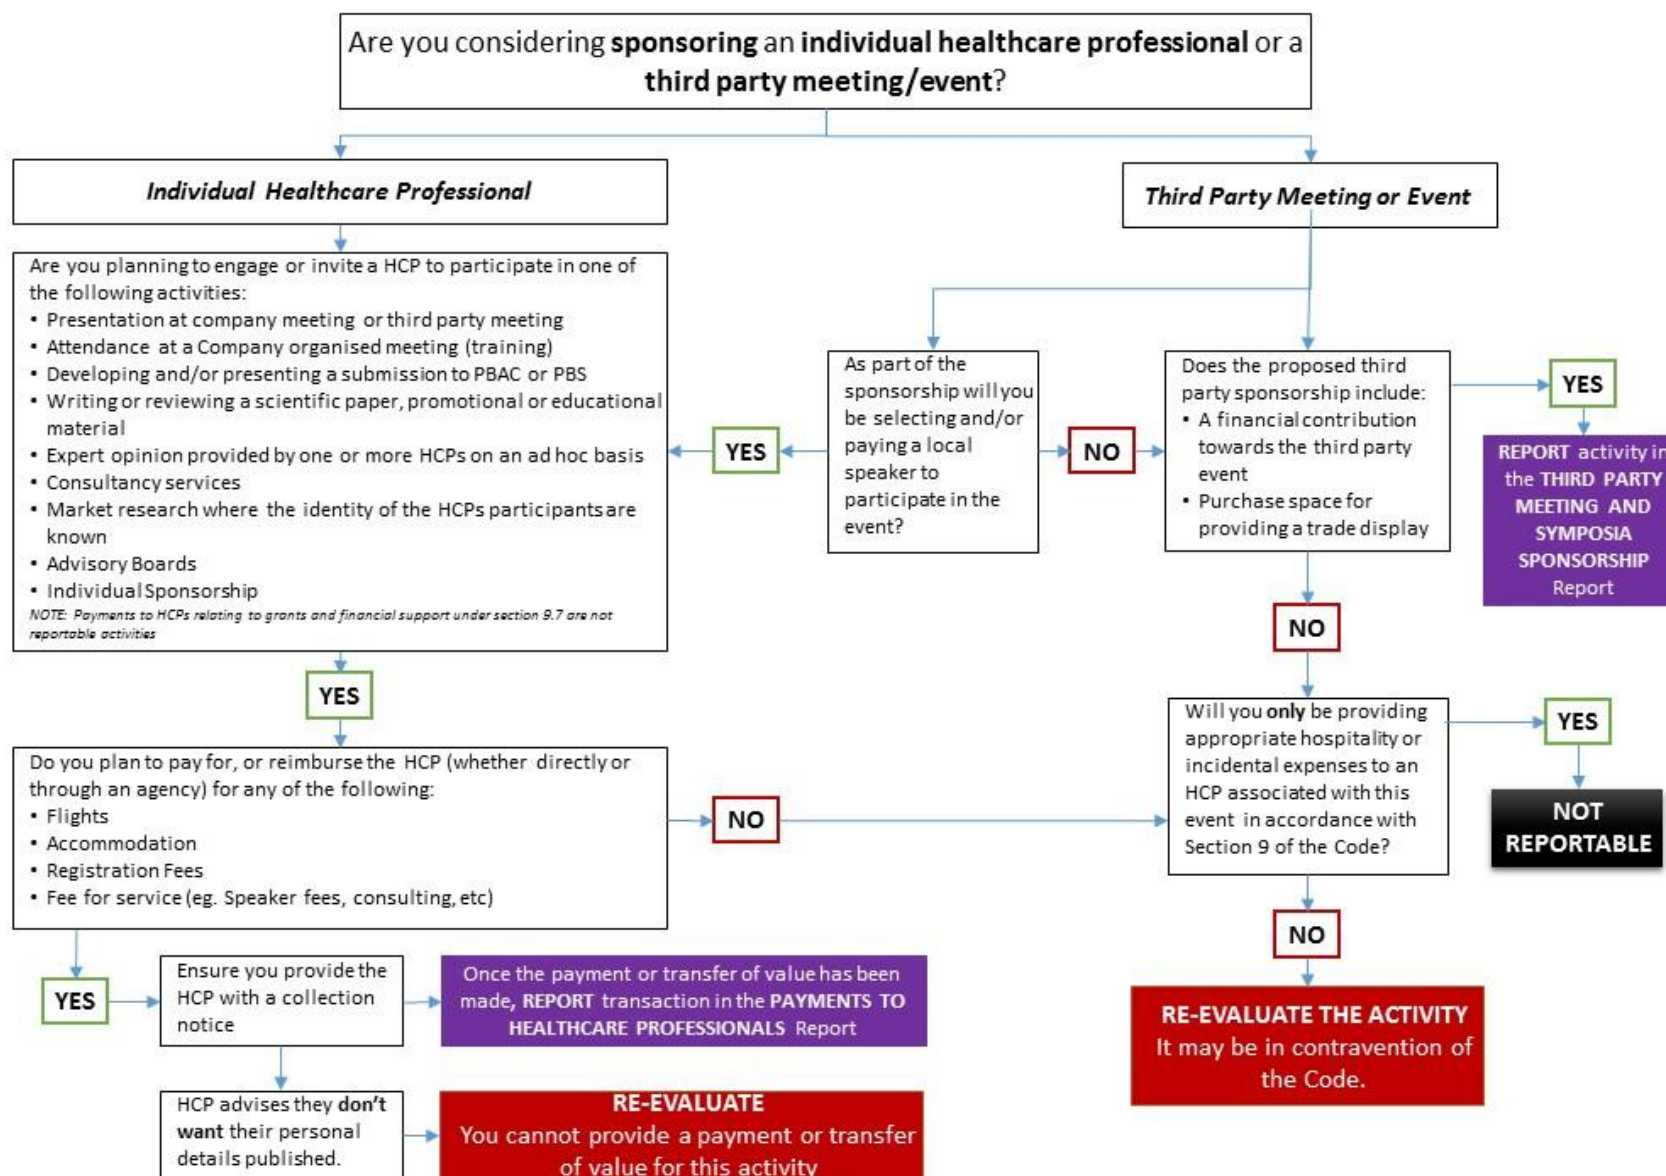 Are you considering sponsoring an individual healthcare professional or a
third party meeting/event?
Individual Healthcare Professional
Third Party Meeting or Event
Are you planning to engage or invite a HCP to participate in one of
the following activities:
• Presentation at company meeting or third party meeting
• Attendance at a Company organised meeting (training)
• Developing and/or presenting a submission to PBAC or PBS
• Writing or reviewing a scientific paper, promotional or educational
material
• Expert opinion provided by one or more HCPs on an ad hoc basis
• Consultancy services
• Market research where the identity of the HCPs participants are
known
• Advisory Boards
• Individual Sponsorship
NOTE: Payments to HCPs relating to grants and financial support under section 9.7 are not
reportable activities
YES
As part of the
sponsorship will you
be selecting and/or
paying a local
speaker to
participate in the
event?
NO
Does the proposed third
party sponsorship include:
• A financial contribution
towards the third party
event
• Purchase space for
providing a trade display
YES
REPORT activity in
the THIRD PARTY
MEETING AND
SYMPOSIA
SPONSORSHIP
Report
NO
YES
Do you plan to pay for, or reimburse the HCP (whether directly or
through an agency) for any of the following:
• Flights
• Accommodation
• Registration Fees
• Fee for service (eg. Speaker fees, consulting, etc)
NO
Will you only be providing
appropriate hospitality or
incidental expenses to an
HCP associated with this
event in accordance with
Section 9 of the Code?
YES
NOT
REPORTABLE
NO
RE-EVALUATE THE ACTIVITY
It may be in contravention of
the Code.
YES
Ensure you provide the
HCP with a collection
notice
Once the payment or transfer of value has been
made, REPORT transaction in the PAYMENTS TO
HEALTHCARE PROFESSIONALS Report
HCP advises they don't
want their personal
details published.
RE-EVALUATE
You cannot provide a payment or transfer
of value for this activity